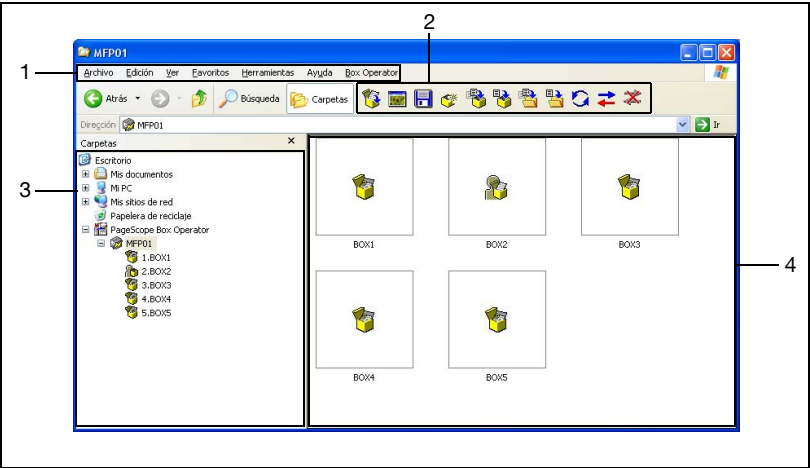 2
MFP01
1
Archivo Edición Ver Favoritos Herramientas Ayuda Box Operator
Atrás Búsqueda Carpetas
Dirección MFP01 Ir
Carpetas
3
Escritorio
Mis documentos
Mi PC
Mis sitios de red
Papelera de reciclaje
PageScope Box Operator
MFP01
1.BOX1
2.BOX2
3.BOX3
4.BOX4
5.BOX5
BOX1 BOX2 BOX3
4
BOX4 BOX5